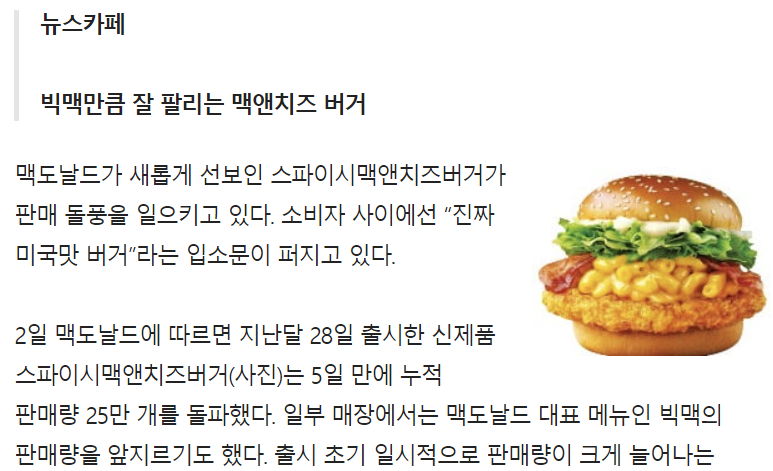 뉴스카페
빅맥만큼 잘 팔리는 맥앤치즈 버거
맥도날드가 새롭게 선보인 스파이시맥앤치즈버거가
판매 돌풍을 일으키고 있다. 소비자 사이에선 “진짜
미국맛 버거”라는 입소문이 퍼지고 있다.
2일 맥도날드에 따르면 지난달 28일 출시한 신제품
스파이시맥앤치즈버거(사진)는 5일 만에 누적
판매량 25만 개를 돌파했다. 일부 매장에서는 맥도날드 대표 메뉴인 빅맥의
판매량을 앞지르기도 했다. 출시 초기 일시적으로 판매량이 크게 늘어나는